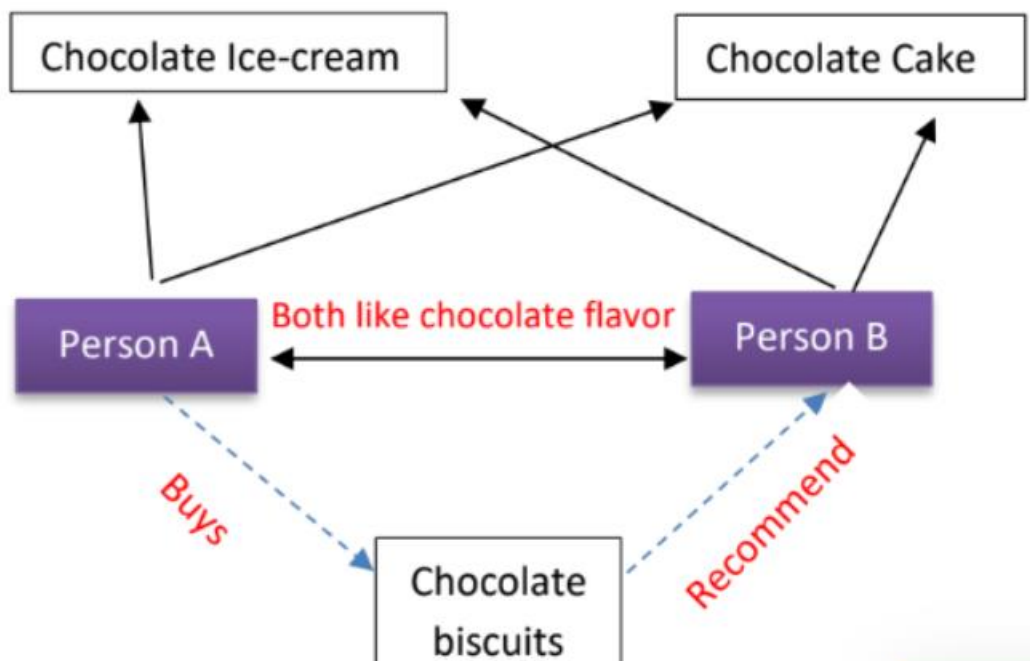 Chocolate Ice-cream
Chocolate Cake
Both like chocolate flavor
Person A
Person B
Buys
Recommend
Chocolate
biscuits